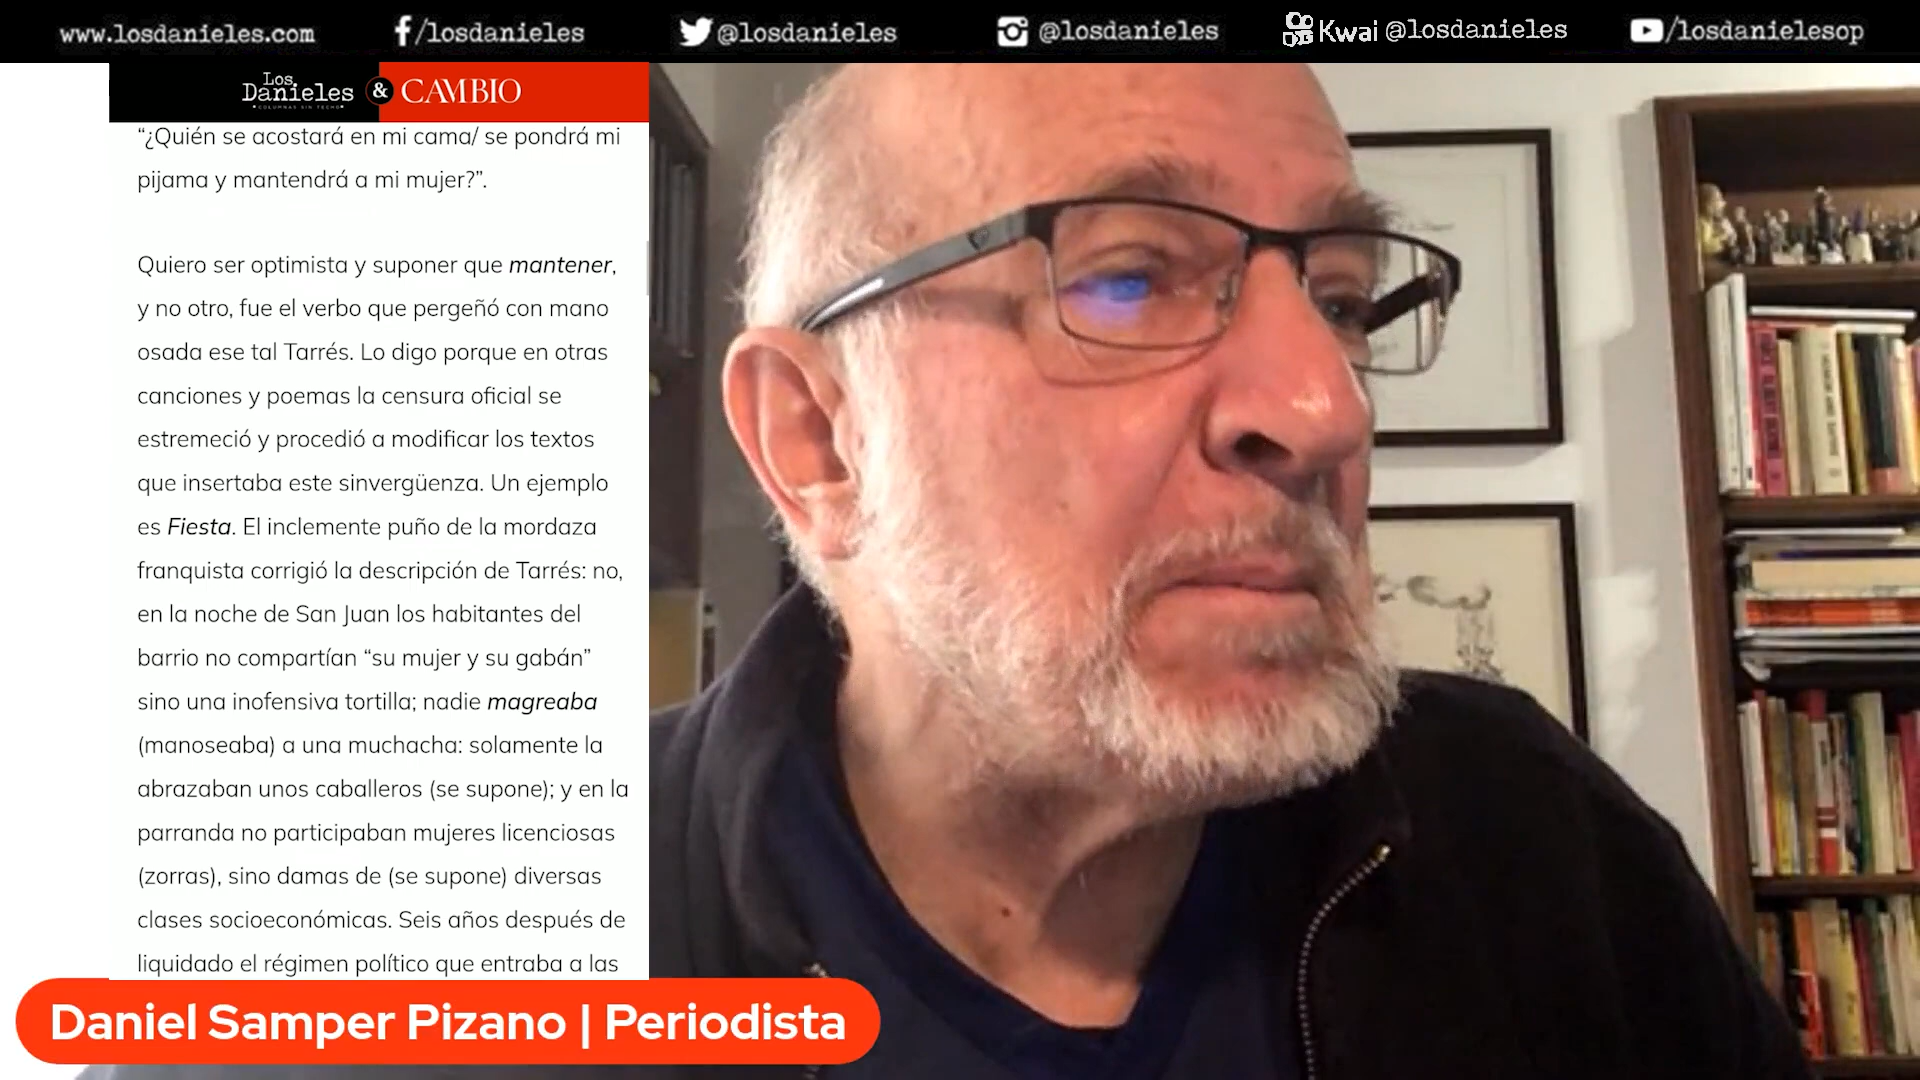 www.losdanieles.com
/losdanieles
@losdanieles
@losdanieles
Kwai @losdanieles
/losdanielesop
Los Danieles & CAMBIO
“¿Quién se acostará en mi cama/ se pondrá mi
pijama y mantendrá a mi mujer?”.
Quiero ser optimista y suponer que mantener,
y no otro, fue el verbo que pergeñó con mano
osada ese tal Tarrés. Lo digo porque en otras
canciones y poemas la censura oficial se
estremeció y procedió a modificar los textos
que insertaba este sinvergüenza. Un ejemplo
es Fiesta. El inclemente puño de la mordaza
franquista corrigió la descripción de Tarrés: no,
en la noche de San Juan los habitantes del
barrio no compartían “su mujer y su gabán”
sino una inofensiva tortilla; nadie magreaba
(manoseaba) a una muchacha: solamente la
abrazaban unos caballeros (se supone); y en la
parranda no participaban mujeres licenciosas
(zorras), sino damas de (se supone) diversas
clases socioeconómicas. Seis años después de
liquidado el régimen político que entraba a las
Daniel Samper Pizano | Periodista